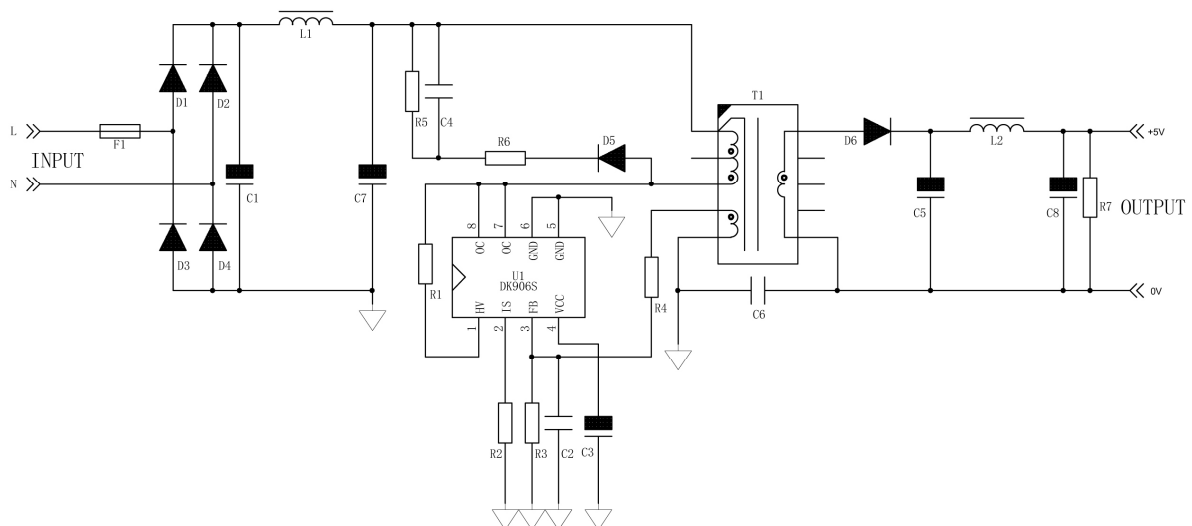 L1
T1
D1
D2
R5
C4
L
F1
D6
L2
+5V
R6
D5
INPUT
N
C1
C7
C5
C8
R7
OUTPUT
8
7
6
5
OC
OC
GND
GND
D3
D4
R1
U1
DK906S
R4
C6
0V
HV
IS
FB
VCC
1
2
3
4
R2
R3
C2
C3